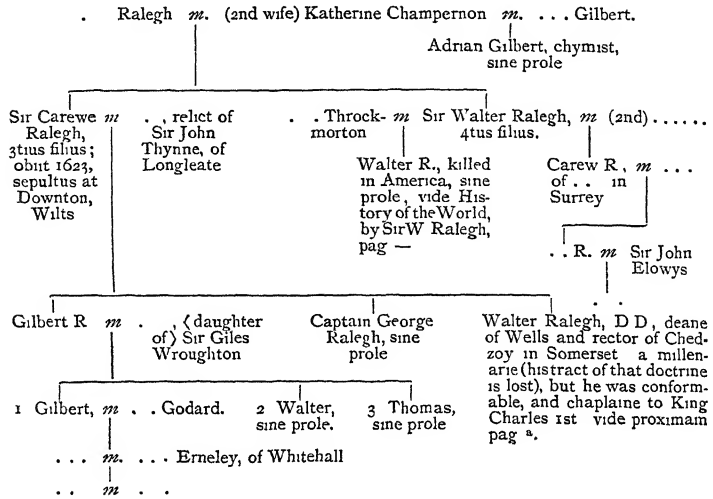 . Ralegh m. (2nd wife) Katherine Champernon m. . . . Gilbert.
Adrian Gilbert, chymist,
sine prole
Sir Carewe m . . , relict of
Ralegh, Sir John
3tius filius; Thynne, of
obiit 1623, Longleate
sepultus at
Downton,
Wilts
. . Throck- m Sir Walter Ralegh, m (2nd) . . . . . .
morton 4tus filius.
Walter R., killed
in America, sine
prole, vide His-
tory of the World,
by Sir W Ralegh,
pag —
Carew R, m . . .
of . . in
Surrey
. . R. m Sir John
Elowys
. .
Gilbert R m . . , ⟨daughter
of⟩ Sir Giles
Wroughton
Captain George
Ralegh, sine
prole
Walter Ralegh, D D, deane
of Wells and rector of Ched-
zoy in Somerset a millen-
arie (his tract of that doctrine
is lost), but he was conform-
able, and chaplaine to King
Charles 1st vide proximam
pag a.
1 Gilbert, m . . Godard.
2 Walter,
sine prole.
3 Thomas,
sine prole
. . . m. . . . Erneley, of Whitehall
. . m . .